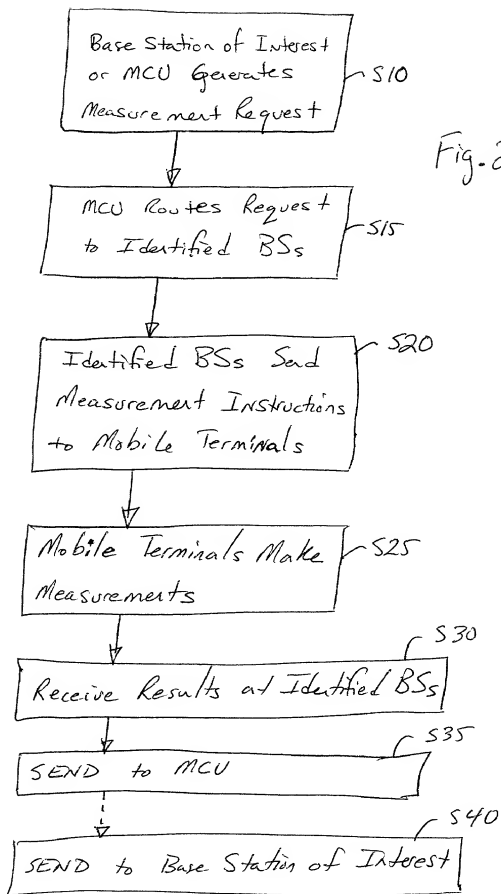 Base Station of Interest
or MCU Generates
Measurement Request
S10
Fig. 2
MCU Routes Request
to Identified BSs
S15
Identified BSs Send
Measurement Instructions
to Mobile Terminals
S20
Mobile Terminals Make
Measurements
S25
Receive Results at Identified BSs
S30
SEND to MCU
S35
SEND to Base Station of Interest
S40